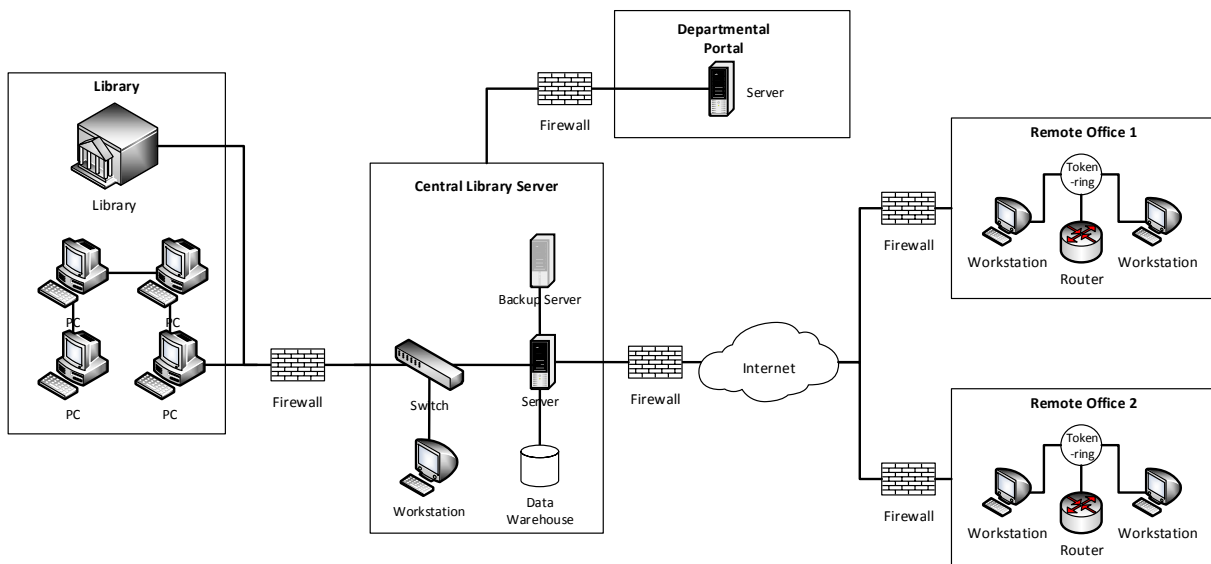 Library
Library
PC
PC
PC
PC
Firewall
Central Library Server
Backup Server
Switch
Server
Workstation
Data
Warehouse
Firewall
Departmental
Portal
Server
Firewall
Internet
Firewall
Remote Office 1
Token
-ring
Workstation
Router
Workstation
Firewall
Remote Office 2
Token
-ring
Workstation
Router
Workstation